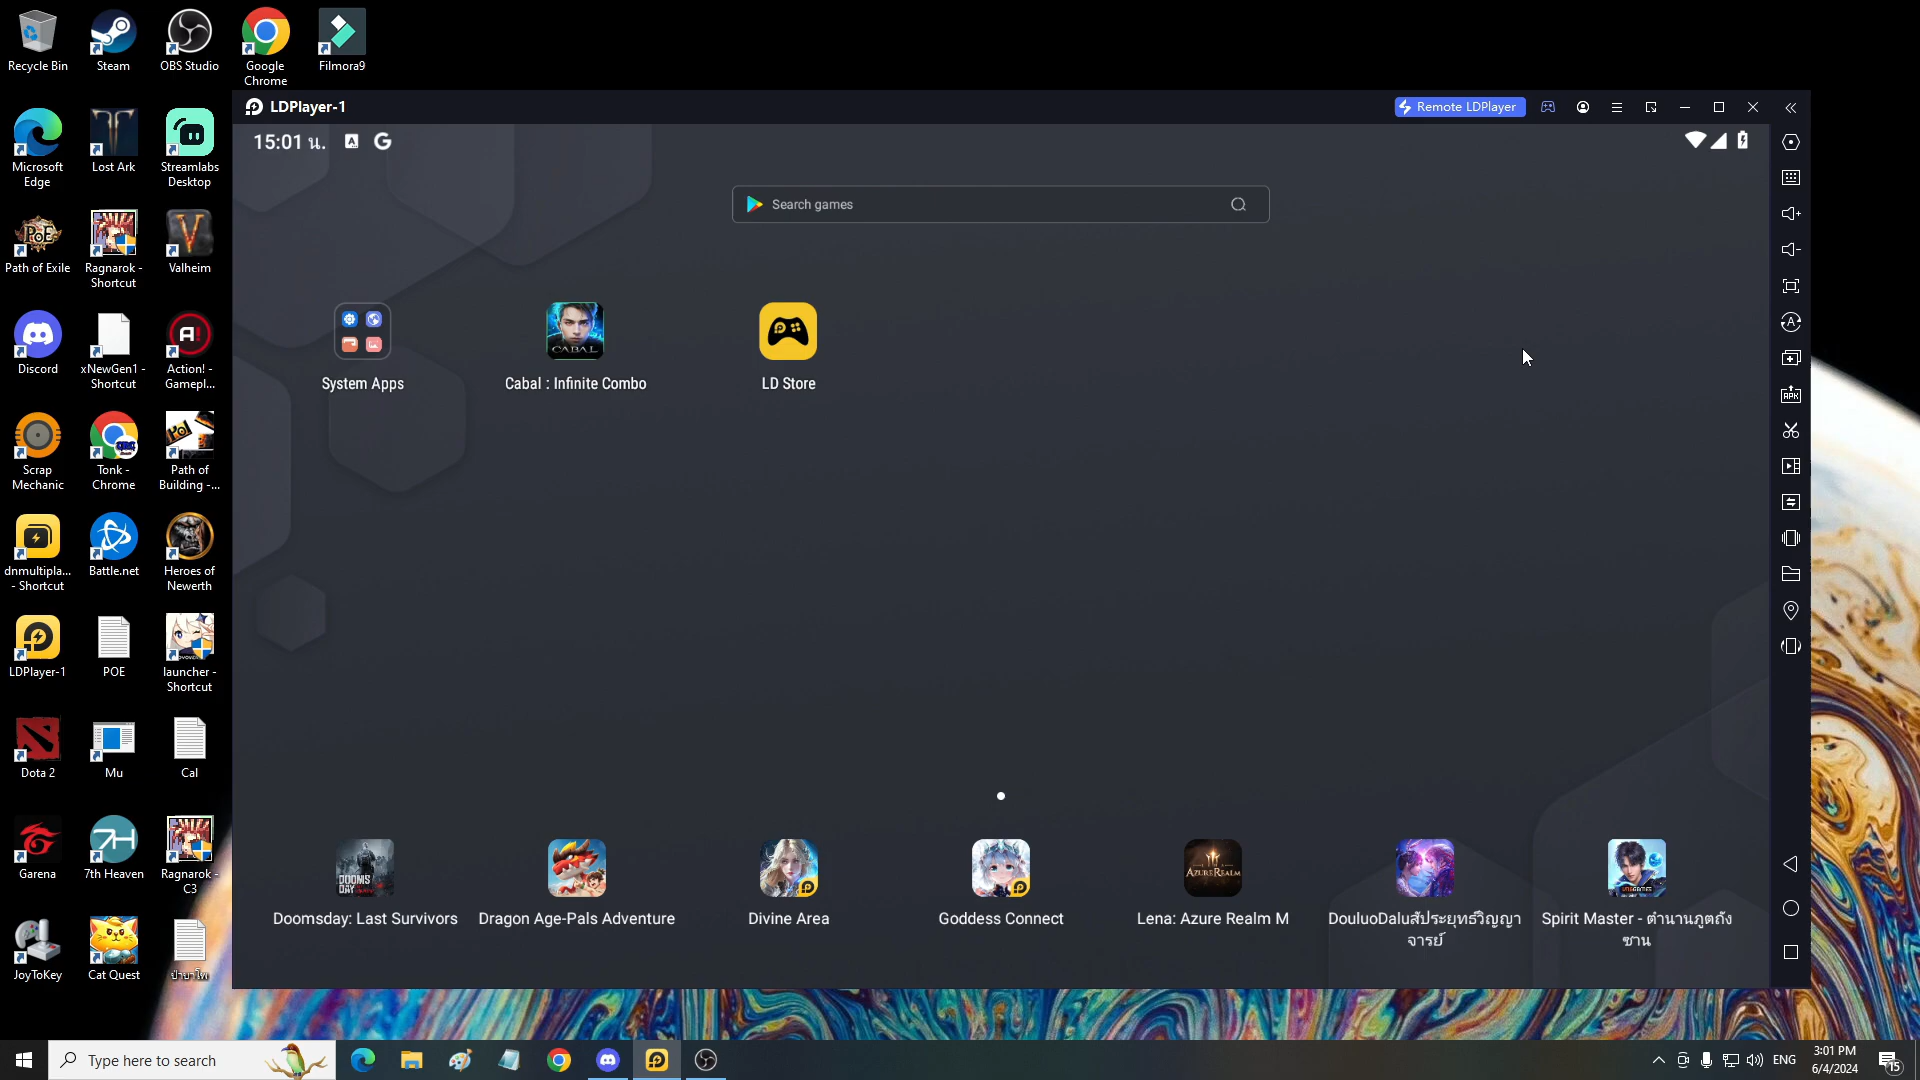 Recycle Bin
Steam
OBS Studio
Google
Chrome
Filmora9
Microsoft
Edge
Lost Ark
Streamlabs
Desktop
Path of Exile
Ragnarok -
Shortcut
Valheim
Discord
xNewGen1 -
Shortcut
Action! -
Gamepl...
Scrap
Mechanic
Tonk -
Chrome
Path of
Building -...
dnmultipla...
- Shortcut
Battle.net
Heroes of
Newerth
LDPlayer-1
POE
launcher -
Shortcut
Dota 2
Mu
Cal
Garena
7th Heaven
Ragnarok -
C3
JoyToKey
Cat Quest
LDPlayer-1
Remote LDPlayer
15:01 น.
Search games
CABAL
System Apps
Cabal : Infinite Combo
LD Store
APK
DOOMS
DAY
AZURE REALM
Doomsday: Last Survivors
Dragon Age-Pals Adventure
Divine Area
Goddess Connect
Lena: Azure Realm M
DouluoDaluสัประยุทธ์วิญญา
จารย์
Spirit Master - ตำนานภูตถัง
ซาน
Type here to search
ENG
3:01 PM
6/4/2024
15